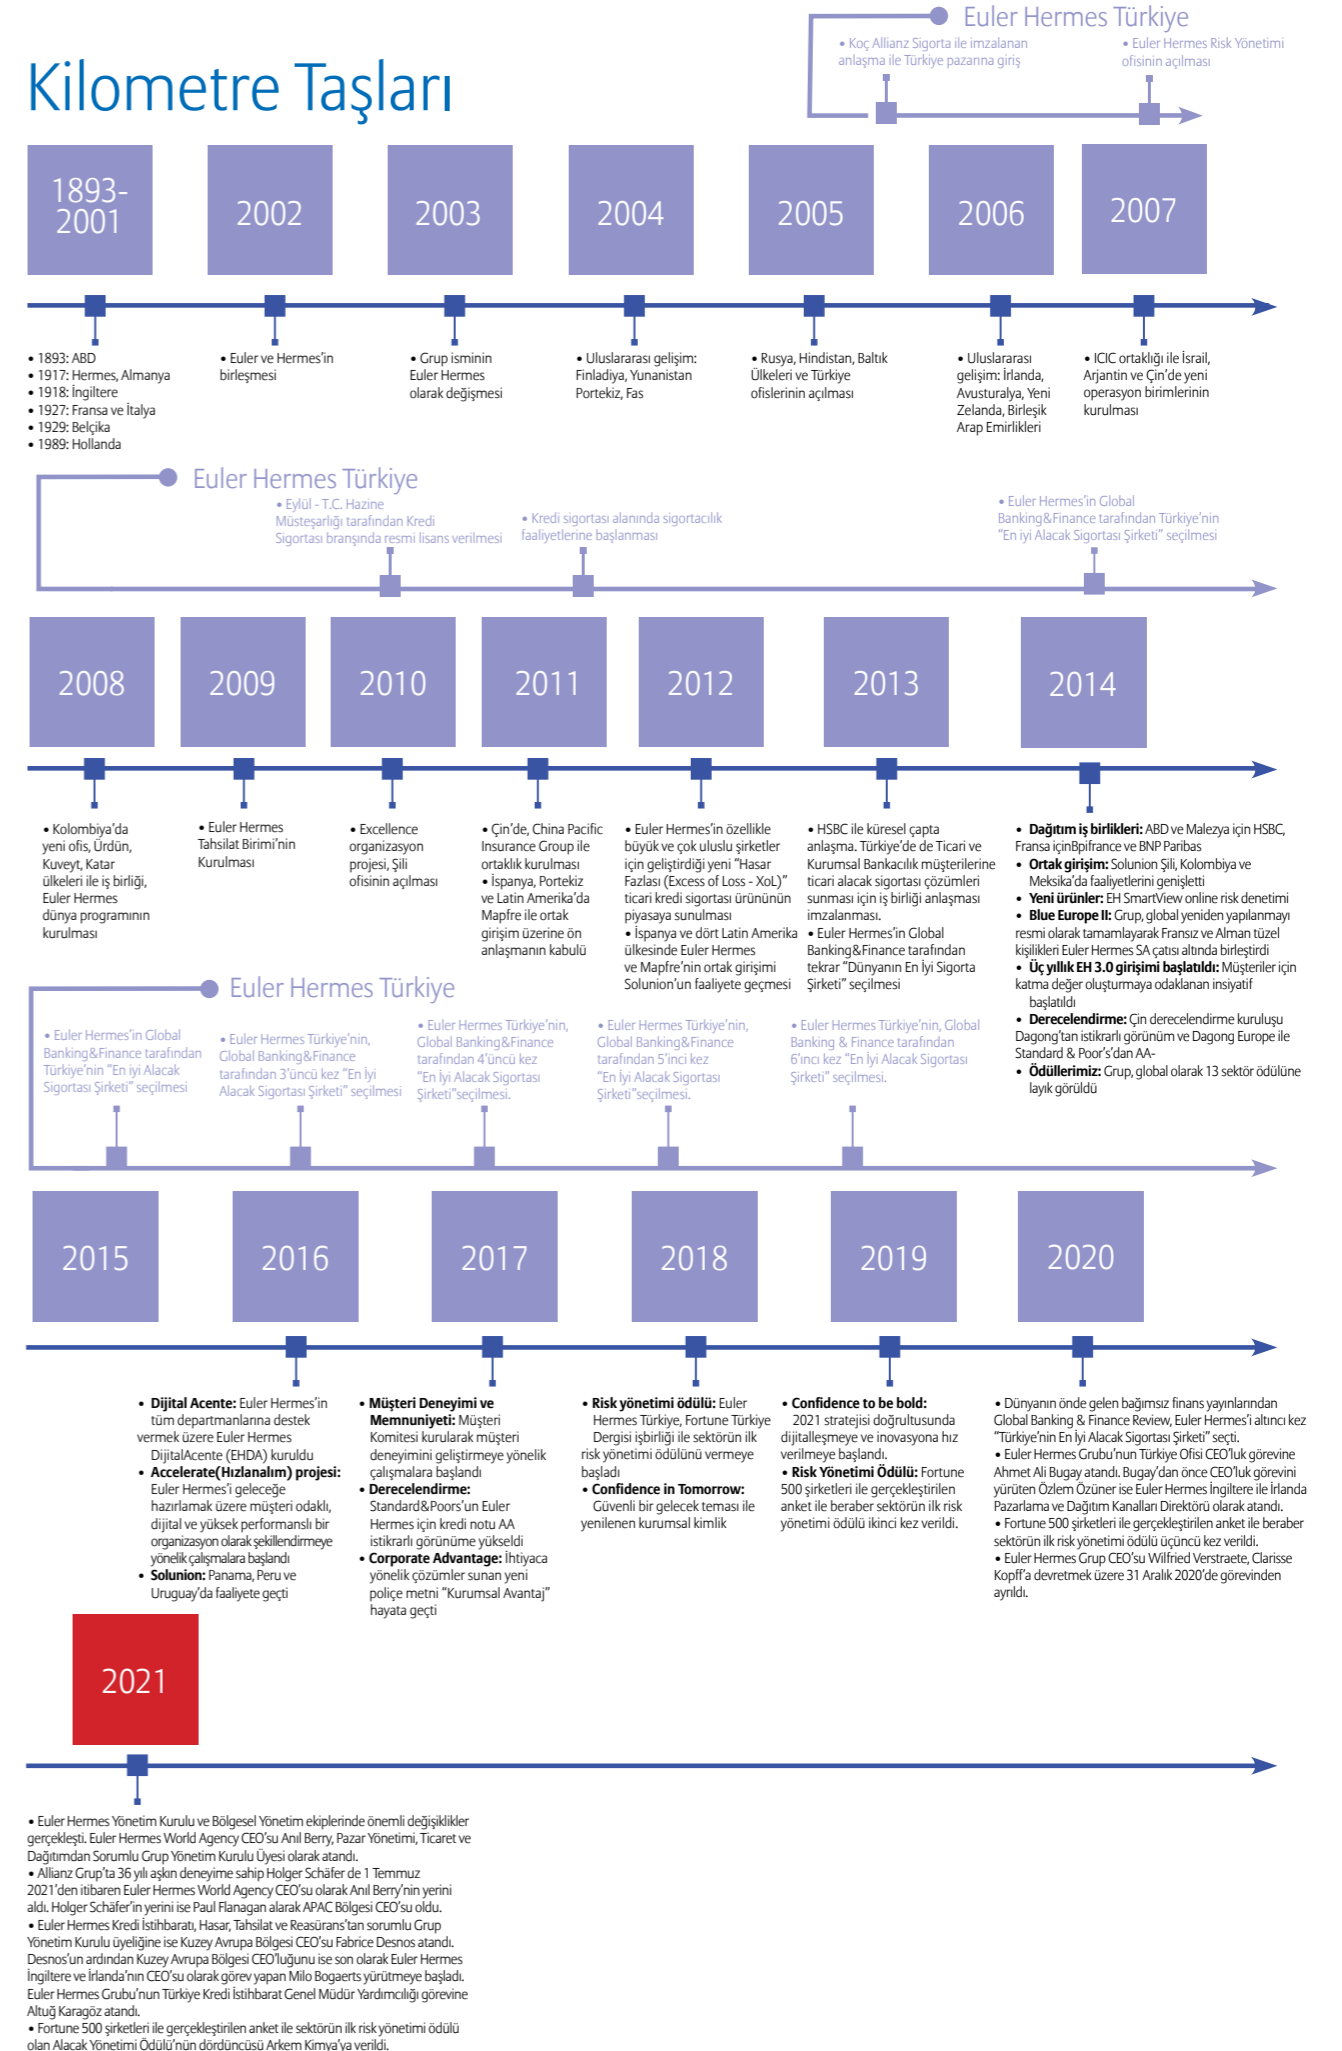 Euler Hermes Türkiye
• Koç Allianz Sigorta ile imzalanan
anlaşma ile Türkiye pazarına giriş
• Euler Hermes Risk Yönetimi
ofisinin açılması
Kilometre Taşları
1893-
2001
2002
2003
2004
2005
2006
2007
• 1893: ABD
• 1917: Hermes, Almanya
• 1918: İngiltere
• 1927: Fransa ve İtalya
• 1929: Belçika
• 1989: Hollanda
• Euler ve Hermes’in
birleşmesi
• Grup isminin
Euler Hermes
olarak değişmesi
• Uluslararası gelişim:
Finladiya, Yunanistan
Portekiz, Fas
• Rusya, Hindistan, Baltık
Ülkeleri ve Türkiye
ofislerinin açılması
• Uluslararası
gelişim: İrlanda,
Avusturalya, Yeni
Zelanda, Birleşik
Arap Emirlikleri
• ICIC ortaklığı ile İsrail,
Arjantin ve Çin’de yeni
operasyon birimlerinin
kurulması
Euler Hermes Türkiye
• Eylül - T.C. Hazine
Müsteşarlığı tarafından Kredi
Sigortası branşında resmi lisans verilmesi
• Kredi sigortası alanında sigortacılık
faaliyetlerine başlanması
• Euler Hermes’in Global
Banking&Finance tarafından Türkiye’nin
“En iyi Alacak Sigortası Şirketi” seçilmesi
2008
2009
2010
2011
2012
2013
2014
• Kolombiya’da
yeni ofis, Ürdün,
Kuveyt, Katar
ülkeleri ile iş birliği,
Euler Hermes
dünya programının
kurulması
• Euler Hermes
Tahsilat Birimi’nin
Kurulması
• Excellence
organizasyon
projesi, Şili
ofisinin açılması
• Çin’de, China Pacific
Insurance Group ile
ortaklık kurulması
• İspanya, Portekiz
ve Latin Amerika’da
Mapfre ile ortak
girişim üzerine ön
anlaşmanın kabulü
• Euler Hermes’in özellikle
büyük ve çok uluslu şirketler
için geliştirdiği yeni “Hasar
Fazlası (Excess of Loss - XoL)”
ticari kredi sigortası ürününün
piyasaya sunulması
• İspanya ve dört Latin Amerika
ülkesinde Euler Hermes
ve Mapfre’nin ortak girişimi
Solunion’un faaliyete geçmesi
• HSBC ile küresel çapta
anlaşma. Türkiye’de de Ticari ve
Kurumsal Bankacılık müşterilerine
ticari alacak sigortası çözümleri
sunması için iş birliği anlaşması
imzalanması.
• Euler Hermes’in Global
Banking&Finance tarafından
tekrar “Dünyanın En İyi Sigorta
Şirketi” seçilmesi
• Dağıtım iş birlikleri: ABD ve Malezya için HSBC,
Fransa içinBpifrance ve BNP Paribas
• Ortak girişim: Solunion Şili, Kolombiya ve
Meksika’da faaliyetlerini genişletti
• Yeni ürünler: EH SmartView online risk denetimi
• Blue Europe II: Grup, global yeniden yapılanmayı
resmi olarak tamamlayarak Fransız ve Alman tüzel
kişilikleri Euler Hermes SA çatısı altında birleştirdi
• Üç yıllık EH 3.0 girişimi başlatıldı: Müşteriler için
katma değer oluşturmaya odaklanan insiyatif
başlatıldı
• Derecelendirme: Çin derecelendirme kuruluşu
Dagong’tan istikrarlı görünüm ve Dagong Europe ile
Standard & Poor’s’dan AA-
• Ödüllerimiz: Grup, global olarak 13 sektör ödülüne
layık görüldü
Euler Hermes Türkiye
• Euler Hermes’in Global
Banking&Finance tarafından
Türkiye’nin “En iyi Alacak
Sigortası Şirketi” seçilmesi
• Euler Hermes Türkiye’nin,
Global Banking&Finance
tarafından 3’üncü kez “En İyi
Alacak Sigortası Şirketi” seçilmesi
• Euler Hermes Türkiye’nin,
Global Banking&Finance
tarafından 4’üncü kez
“En İyi Alacak Sigortası
Şirketi”seçilmesi.
• Euler Hermes Türkiye’nin,
Global Banking&Finance
tarafından 5’inci kez
“En İyi Alacak Sigortası
Şirketi”seçilmesi.
• Euler Hermes Türkiye’nin, Global
Banking & Finance tarafından
6’ıncı kez “En İyi Alacak Sigortası
Şirketi” seçilmesi.
2015
2016
2017
2018
2019
2020
• Dijital Acente: Euler Hermes’in
tüm departmanlarına destek
vermek üzere Euler Hermes
DijitalAcente (EHDA) kuruldu
• Accelerate(Hızlanalım) projesi:
Euler Hermes’i geleceğe
hazırlamak üzere müşteri odaklı,
dijital ve yüksek performanslı bir
organizasyon olarak şekillendirmeye
yönelik çalışmalara başlandı
• Solunion: Panama, Peru ve
Uruguay’da faaliyete geçti
• Müşteri Deneyimi ve
Memnuniyeti: Müşteri
Komitesi kurularak müşteri
deneyimini geliştirmeye yönelik
çalışmalara başlandı
• Derecelendirme:
Standard&Poors’un Euler
Hermes için kredi notu AA
istikrarlı görünüme yükseldi
• Corporate Advantage: İhtiyaca
yönelik çözümler sunan yeni
poliçe metni “Kurumsal Avantaj”
hayata geçti
• Risk yönetimi ödülü: Euler
Hermes Türkiye, Fortune Türkiye
Dergisi işbirliği ile sektörün ilk
risk yönetimi ödülünü vermeye
başladı
• Confidence in Tomorrow:
Güvenli bir gelecek teması ile
yenilenen kurumsal kimlik
• Confidence to be bold:
2021 stratejisi doğrultusunda
dijitalleşmeye ve inovasyona hız
verilmeye başlandı.
• Risk Yönetimi Ödülü: Fortune
500 şirketleri ile gerçekleştirilen
anket ile beraber sektörün ilk risk
yönetimi ödülü ikinci kez verildi.
• Dünyanın önde gelen bağımsız finans yayınlarından
Global Banking & Finance Review, Euler Hermes’i altıncı kez
“Türkiye’nin En İyi Alacak Sigortası Şirketi” seçti.
• Euler Hermes Grubu’nun Türkiye Ofisi CEO’luk görevine
Ahmet Ali Bugay atandı. Bugay’dan önce CEO’luk görevini
yürüten Özlem Özüner ise Euler Hermes İngiltere ile İrlanda
Pazarlama ve Dağıtım Kanalları Direktörü olarak atandı.
• Fortune 500 şirketleri ile gerçekleştirilen anket ile beraber
sektörün ilk risk yönetimi ödülü üçüncü kez verildi.
• Euler Hermes Grup CEO’su Wilfried Verstraete, Clarisse
Kopff’a devretmek üzere 31 Aralık 2020’de görevinden
ayrıldı.
2021
• Euler Hermes Yönetim Kurulu ve Bölgesel Yönetim ekiplerinde önemli değişiklikler
gerçekleşti. Euler Hermes World Agency CEO’su Anıl Berry, Pazar Yönetimi, Ticaret ve
Dağıtımdan Sorumlu Grup Yönetim Kurulu Üyesi olarak atandı.
• Allianz Grup’ta 36 yılı aşkın deneyime sahip Holger Schäfer de 1 Temmuz
2021’den itibaren Euler Hermes World Agency CEO’su olarak Anıl Berry’nin yerini
aldı. Holger Schäfer’in yerini ise Paul Flanagan alarak APAC Bölgesi CEO’su oldu.
• Euler Hermes Kredi İstihbaratı, Hasar, Tahsilat ve Reasürans’tan sorumlu Grup
Yönetim Kurulu üyeliğine ise Kuzey Avrupa Bölgesi CEO’su Fabrice Desnos atandı.
Desnos’un ardından Kuzey Avrupa Bölgesi CEO’luğunu ise son olarak Euler Hermes
İngiltere ve İrlanda’nın CEO’su olarak görev yapan Milo Bogaerts yürütmeye başladı.
Euler Hermes Grubu’nun Türkiye Kredi İstihbarat Genel Müdür Yardımcılığı görevine
Altuğ Karagöz atandı.
• Fortune 500 şirketleri ile gerçekleştirilen anket ile sektörün ilk risk yönetimi ödülü
olan Alacak Yönetimi Ödülü’nün dördüncüsü Arkem Kimya’ya verildi.